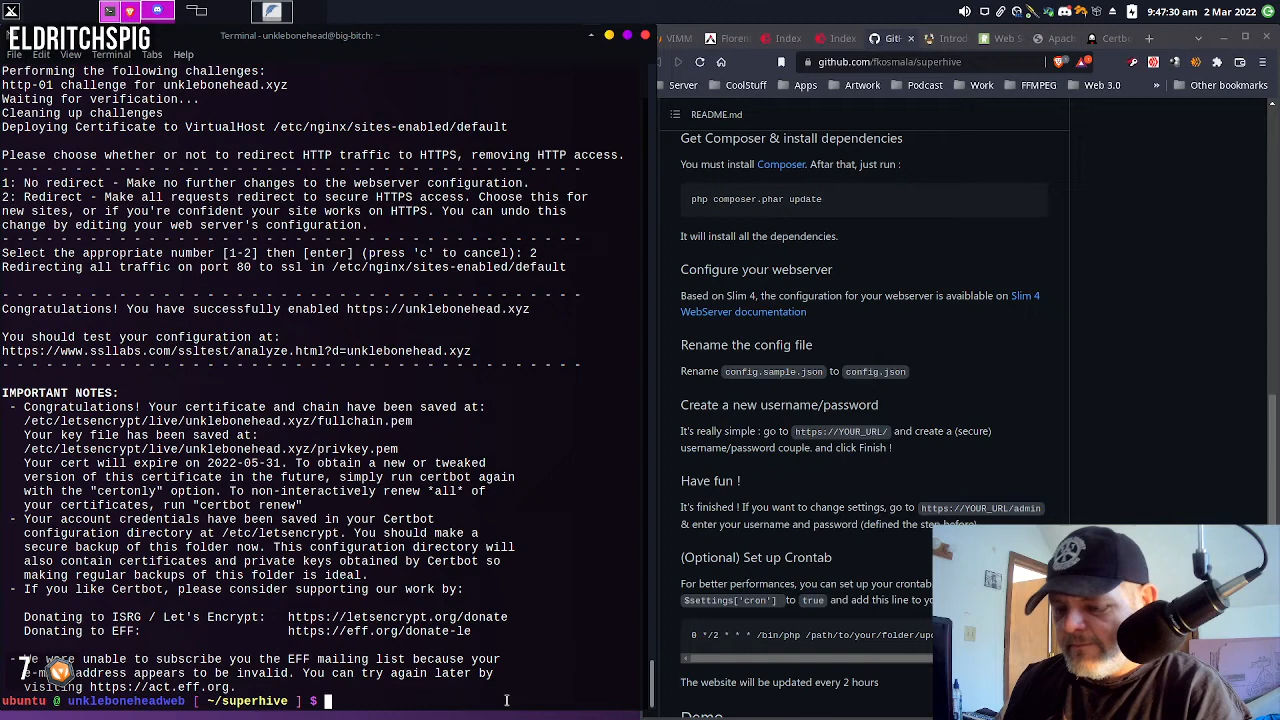 9:47:30 am 2 Mar 2022
ELDRITCHSPIG
Terminal - unklebonehead@big-bitch: ~
File Edit View Terminal Tabs Help
Performing the following challenges:
http-01 challenge for unklebonehead.xyz
Waiting for verification...
Cleaning up challenges
Deploying Certificate to VirtualHost /etc/nginx/sites-enabled/default
Please choose whether or not to redirect HTTP traffic to HTTPS, removing HTTP access.
- - - - - - - - - - - - - - - - - - - - - - - - - - - - - - - - - - - - - - - -
1: No redirect - Make no further changes to the webserver configuration.
2: Redirect - Make all requests redirect to secure HTTPS access. Choose this for
new sites, or if you're confident your site works on HTTPS. You can undo this
change by editing your web server's configuration.
- - - - - - - - - - - - - - - - - - - - - - - - - - - - - - - - - - - - - - - -
Select the appropriate number [1-2] then [enter] (press 'c' to cancel): 2
Redirecting all traffic on port 80 to ssl in /etc/nginx/sites-enabled/default
- - - - - - - - - - - - - - - - - - - - - - - - - - - - - - - - - - - - - - - -
Congratulations! You have successfully enabled https://unklebonehead.xyz
You should test your configuration at:
https://www.ssllabs.com/ssltest/analyze.html?d=unklebonehead.xyz
- - - - - - - - - - - - - - - - - - - - - - - - - - - - - - - - - - - - - - - -
IMPORTANT NOTES:
- Congratulations! Your certificate and chain have been saved at:
/etc/letsencrypt/live/unklebonehead.xyz/fullchain.pem
Your key file has been saved at:
/etc/letsencrypt/live/unklebonehead.xyz/privkey.pem
Your cert will expire on 2022-05-31. To obtain a new or tweaked
version of this certificate in the future, simply run certbot again
with the "certonly" option. To non-interactively renew *all* of
your certificates, run "certbot renew"
- Your account credentials have been saved in your Certbot
configuration directory at /etc/letsencrypt. You should make a
secure backup of this folder now. This configuration directory will
also contain certificates and private keys obtained by Certbot so
making regular backups of this folder is ideal.
- If you like Certbot, please consider supporting our work by:
Donating to ISRG / Let's Encrypt: https://letsencrypt.org/donate
Donating to EFF: https://eff.org/donate-le
- We were unable to subscribe you the EFF mailing list because your
e-mail address appears to be invalid. You can try again later by
visiting https://act.eff.org.
7
ubuntu @ unkleboneheadweb [ ~/superhive ] $
VIMM Floren Index Index Gith Introd Web S Apach Certb
github.com/fkosmala/superhive
Server CoolStuff Apps Artwork Podcast Work FFMPEG Web 3.0 » Other bookmarks
README.md
Get Composer & install dependencies
You must install Composer. Aftar that, just run :
php composer.phar update
It will install all the dependencies.
Configure your webserver
Based on Slim 4, the configuration for your webserver is avaiblable on Slim 4
WebServer documentation
Rename the config file
Rename config.sample.json to config.json
Create a new username/password
It's really simple : go to https://YOUR_URL/ and create a (secure)
username/password couple. and click Finish !
Have fun !
It's finished ! If you want to change settings, go to https://YOUR_URL/admin
& enter your username and password (defined the step before)
(Optional) Set up Crontab
For better performances, you can set up your cronta
$settings['cron'] to true and add this line to yo
0 */2 * * * /bin/php /path/to/your/folder/upd
The website will be updated every 2 hours
Demo